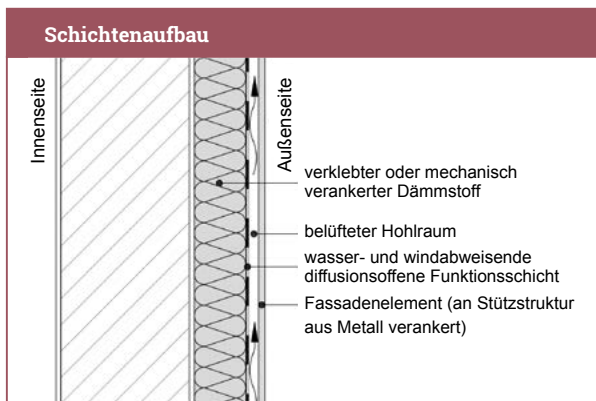 Schichtenaufbau
Innenseite
Außenseite
verklebter oder mechanisch
verankerter Dämmstoff
belüfteter Hohlraum
wasser- und windabweisende
diffusionsoffene Funktionsschicht
Fassadenelement (an Stützstruktur
aus Metall verankert)